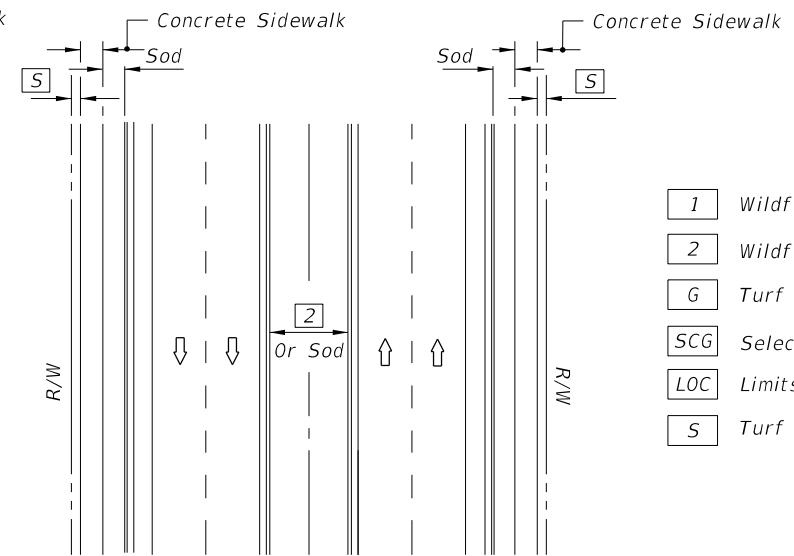 Concrete Sidewalk
Concrete Sidewalk
Sod
Sod
S
S
1 Wildf
2 Wildf
G Turf
2
Or Sod
SCG Selec
LOC Limits
S Turf
R/W
R/W